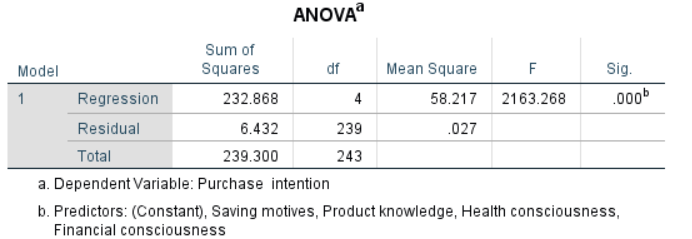 ANOVAa
Model Sum of Squares df Mean Square F Sig.
1 Regression 232.868 4 58.217 2163.268 .000b
Residual 6.432 239 .027
Total 239.300 243
a. Dependent Variable: Purchase intention
b. Predictors: (Constant), Saving motives, Product knowledge, Health consciousness,
Financial consciousness